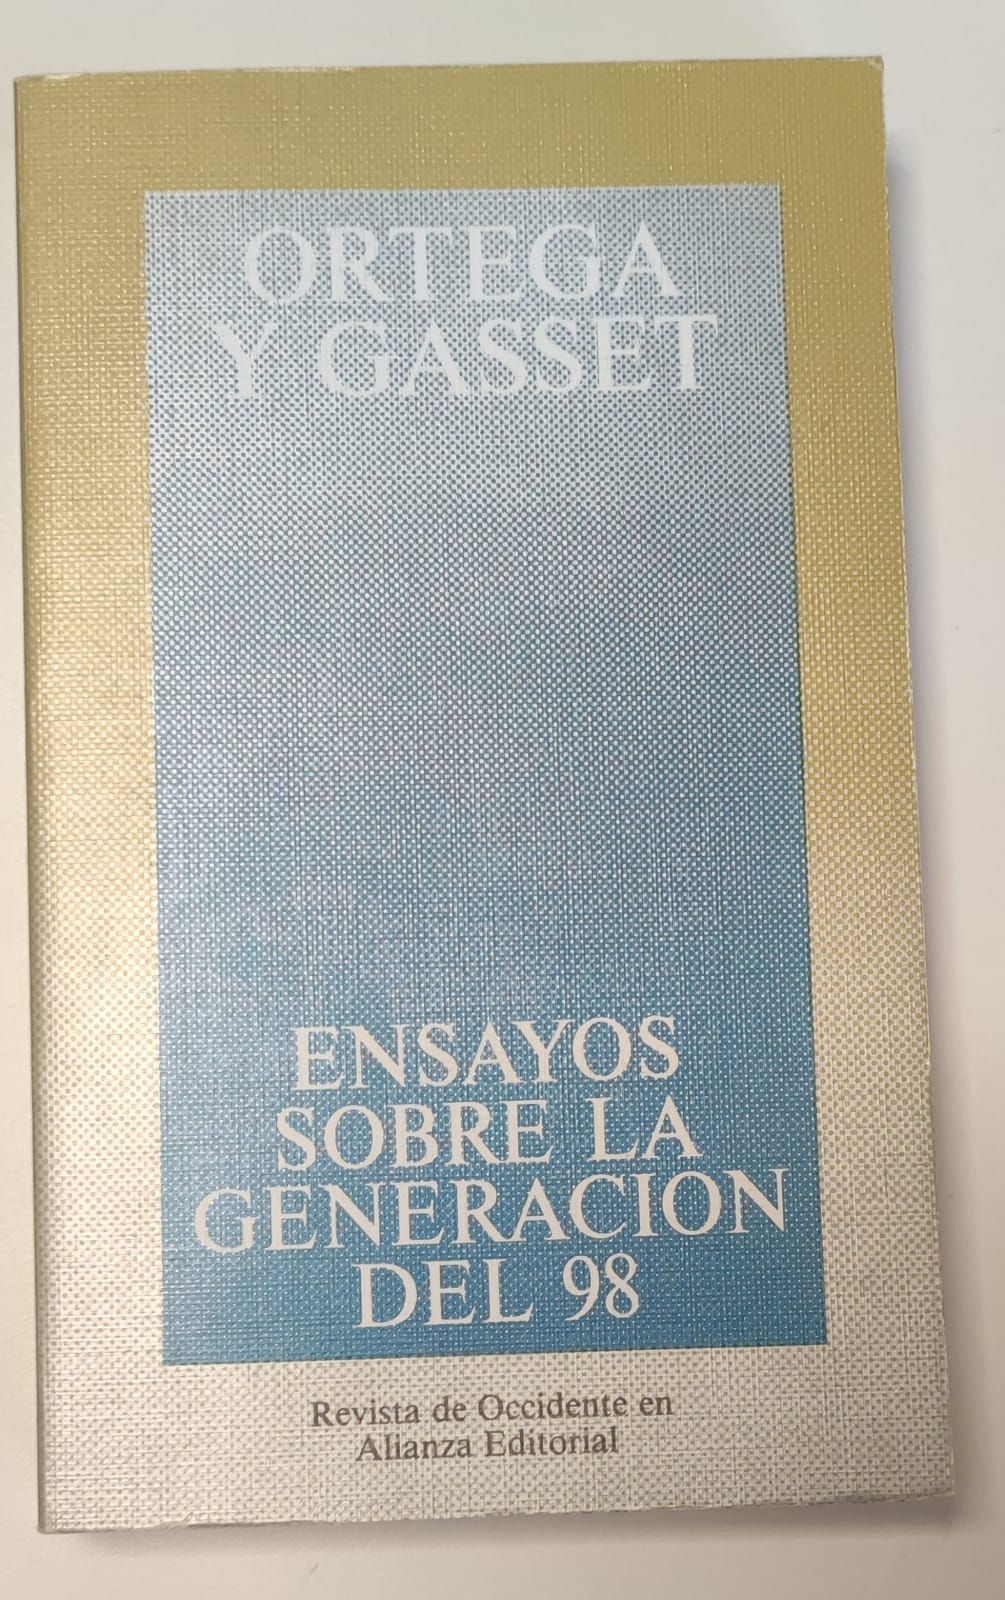 ORTEGA
Y GASSET
ENSAYOS
SOBRE LA
GENERACION
DEL 98
Revista de Occidente en
Alianza Editorial